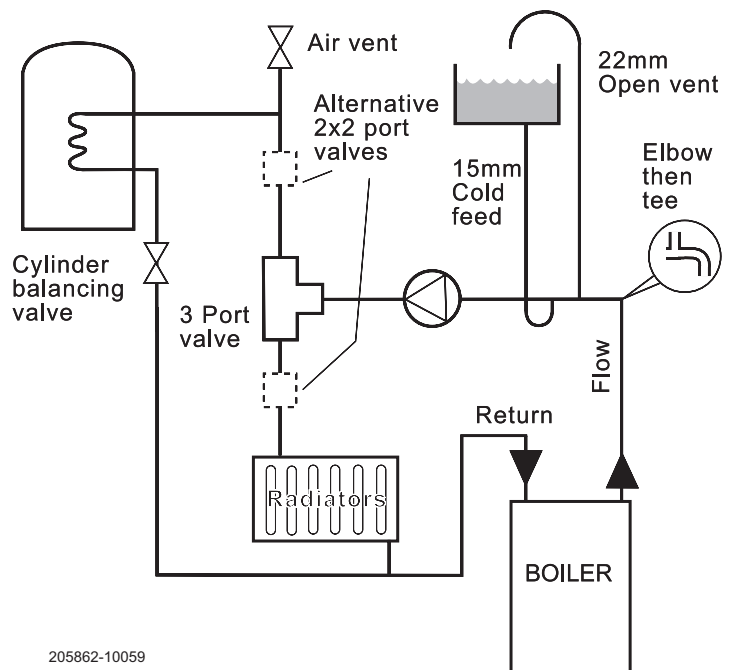 Air vent
22mm
Open vent
Alternative
2x2 port
valves
Elbow
then
tee
15mm
Cold
feed
Cylinder
balancing
valve
3 Port
valve
Flow
Return
Radiators
BOILER
205862-10059